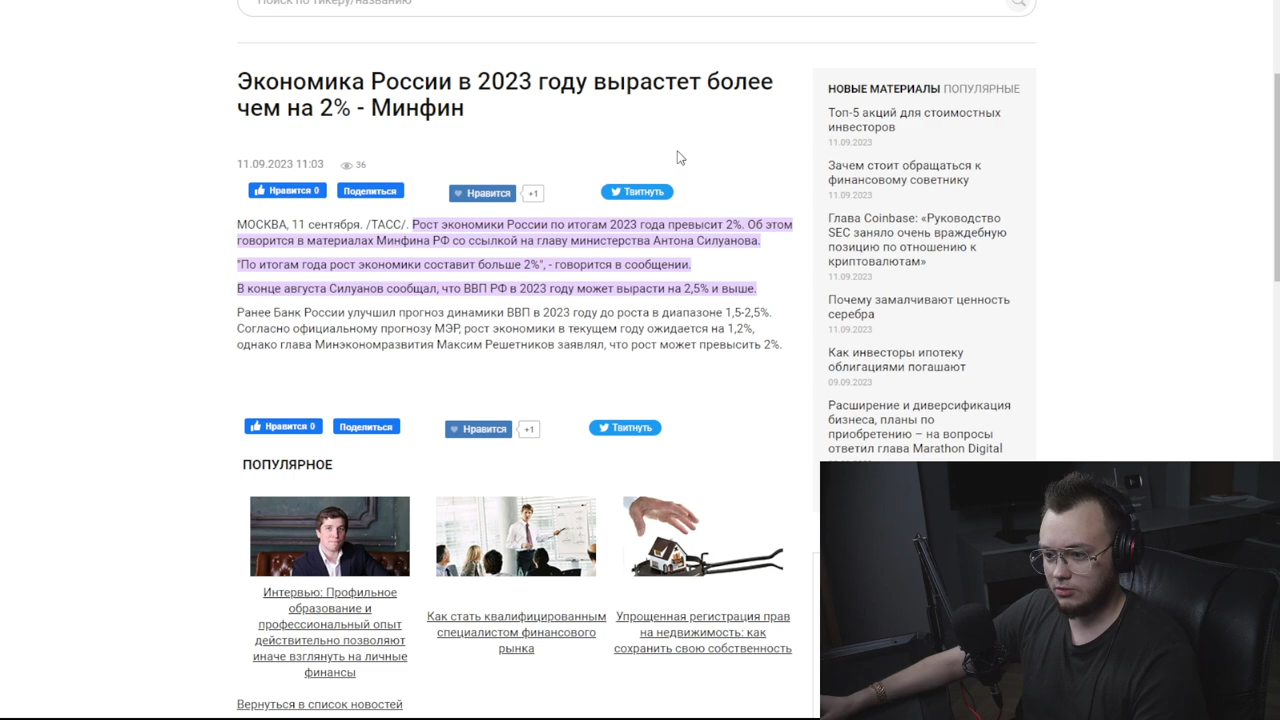 Поиск по тикеру/названию
Экономика России в 2023 году вырастет более
чем на 2% - Минфин
11.09.2023 11:03 36
Нравится 0 Поделиться Нравится +1 Твитнуть
МОСКВА, 11 сентября. /ТАСС/. Рост экономики России по итогам 2023 года превысит 2%. Об этом
говорится в материалах Минфина РФ со ссылкой на главу министерства Антона Силуанова.
"По итогам года рост экономики составит больше 2%", - говорится в сообщении.
В конце августа Силуанов сообщал, что ВВП РФ в 2023 году может вырасти на 2,5% и выше.
Ранее Банк России улучшил прогноз динамики ВВП в 2023 году до роста в диапазоне 1,5-2,5%.
Согласно официальному прогнозу МЭР, рост экономики в текущем году ожидается на 1,2%,
однако глава Минэкономразвития Максим Решетников заявлял, что рост может превысить 2%.
Нравится 0 Поделиться Нравится +1 Твитнуть
ПОПУЛЯРНОЕ
Интервью: Профильное
образование и
профессиональный опыт
действительно позволяют
иначе взглянуть на личные
финансы
Как стать квалифицированным
специалистом финансового
рынка
Упрощенная регистрация прав
на недвижимость: как
сохранить свою собственность
Вернуться в список новостей
НОВЫЕ МАТЕРИАЛЫ ПОПУЛЯРНЫЕ
Топ-5 акций для стоимостных
инвесторов
11.09.2023
Зачем стоит обращаться к
финансовому советнику
11.09.2023
Глава Coinbase: «Руководство
SEC заняло очень враждебную
позицию по отношению к
криптовалютам»
11.09.2023
Почему замалчивают ценность
серебра
11.09.2023
Как инвесторы ипотеку
облигациями погашают
09.09.2023
Расширение и диверсификация
бизнеса, планы по
приобретению – на вопросы
ответил глава Marathon Digital